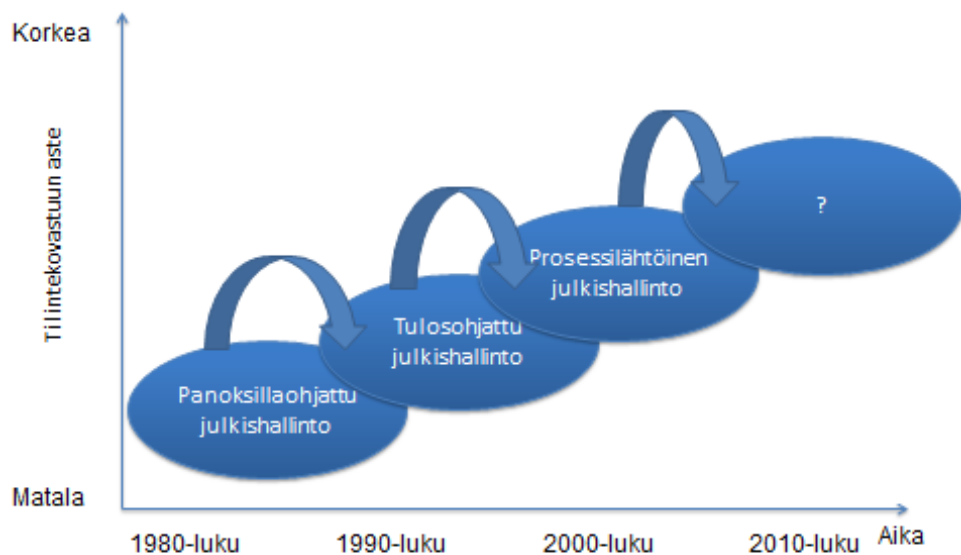 Korkea
Tilintekovastuun aste
?
Prosessilähtöinen
julkishallinto
Tulosohjattu
julkishallinto
Panoksillaohjattu
julkishallinto
Matala
1980-luku
1990-luku
2000-luku
2010-luku
Aika